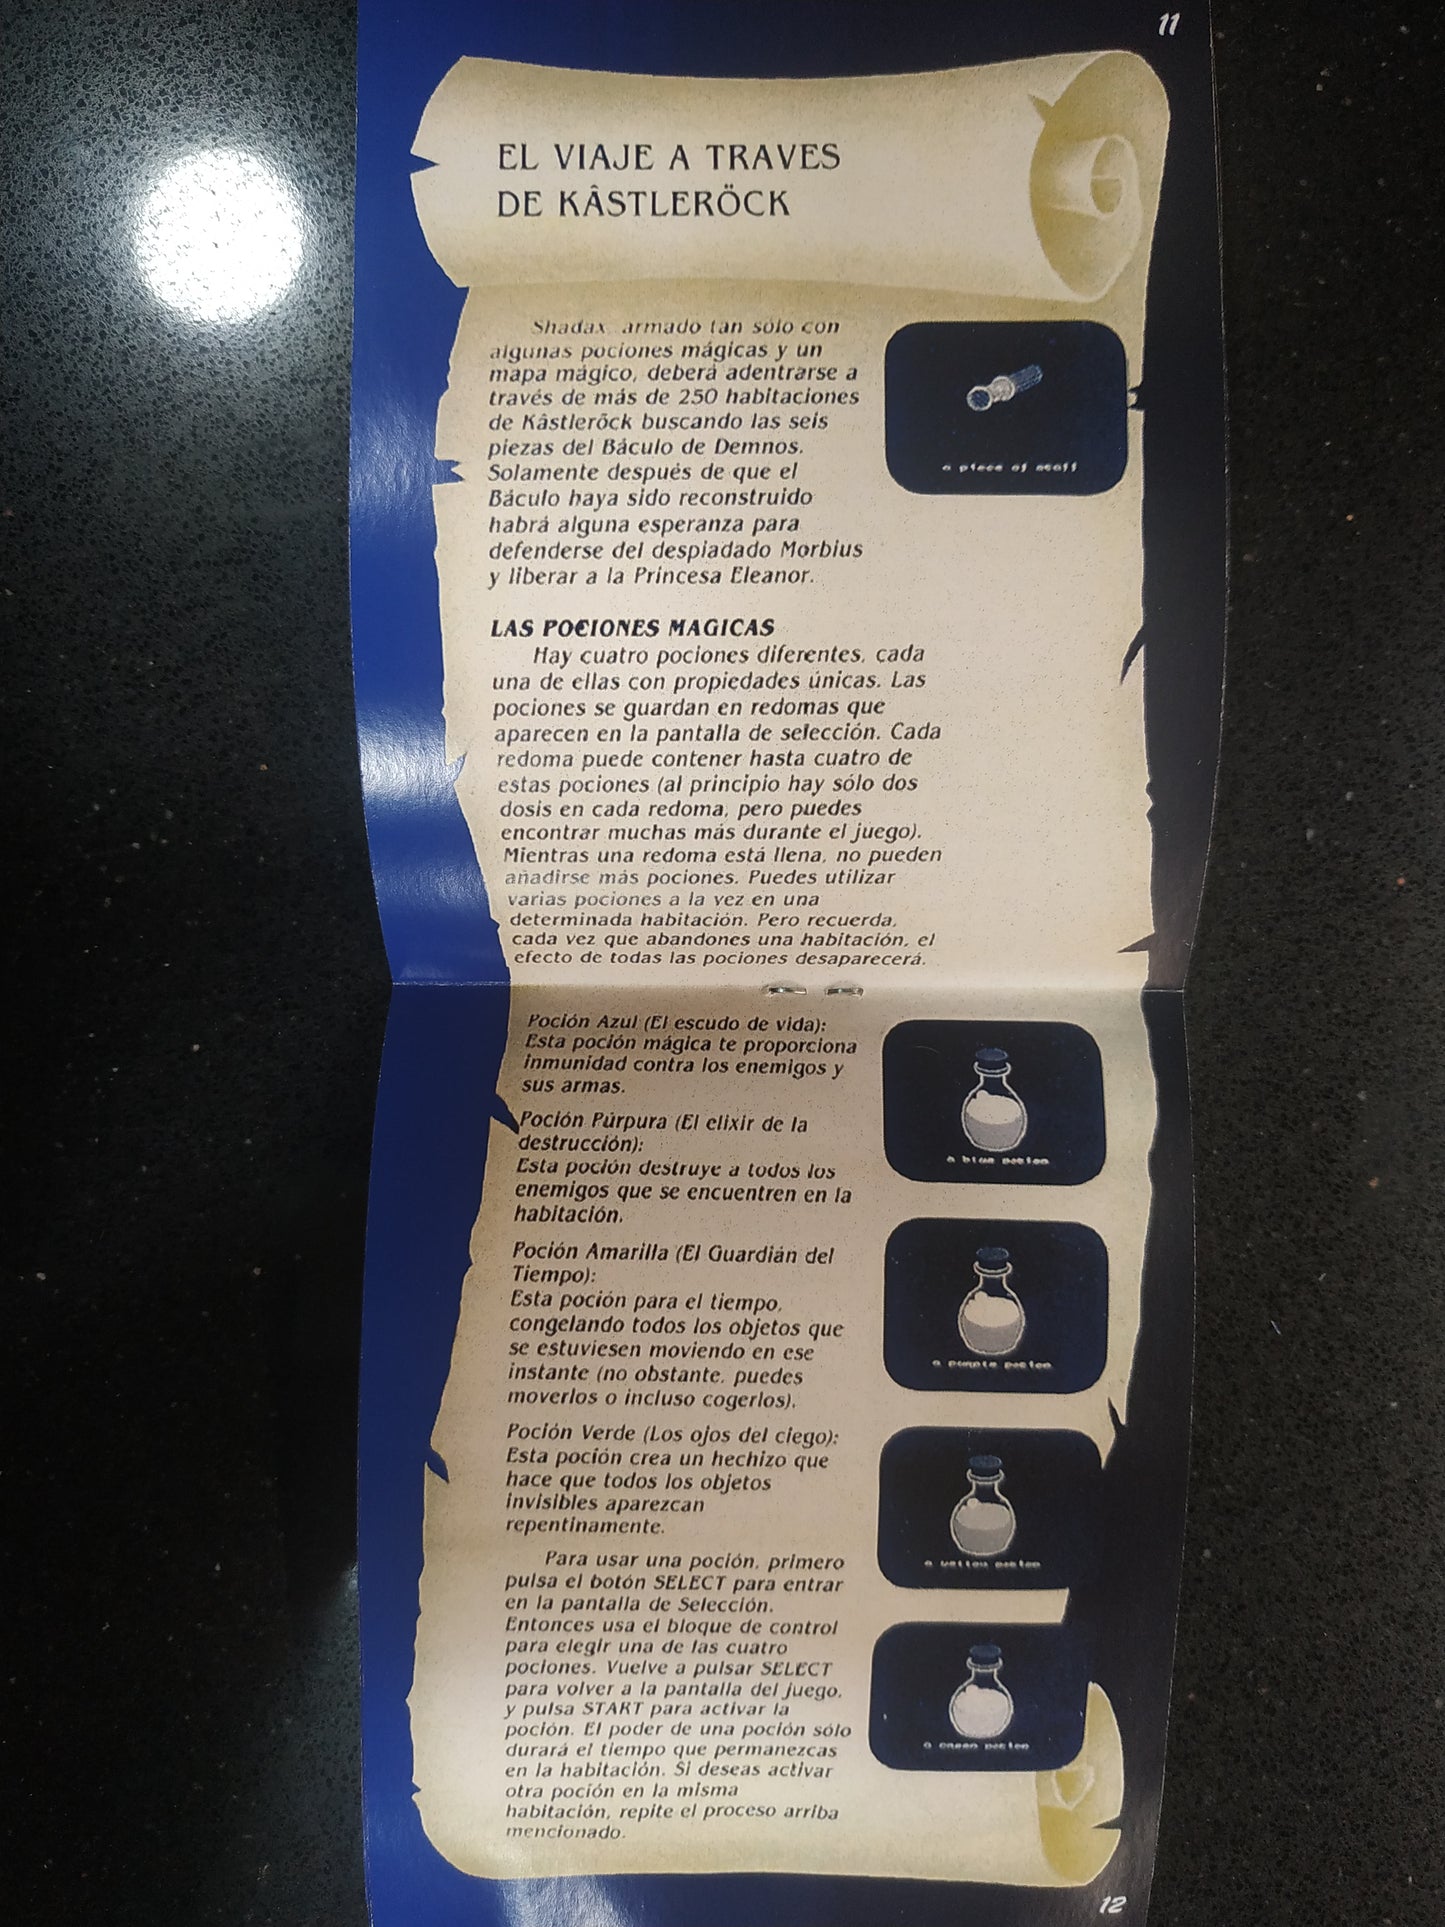 11
EL VIAJE A TRAVES
DE KÂSTLERÖCK
Shadax, armado tan sólo con
algunas pociones mágicas y un
mapa mágico, deberá adentrarse a
través de más de 250 habitaciones
de Kâstleröck buscando las seis
piezas del Báculo de Demnos.
Solamente después de que el
Báculo haya sido reconstruido
habrá alguna esperanza para
defenderse del despiadado Morbius
y liberar a la Princesa Eleanor.
a piece of staff
LAS POCIONES MAGICAS
Hay cuatro pociones diferentes, cada
una de ellas con propiedades únicas. Las
pociones se guardan en redomas que
aparecen en la pantalla de selección. Cada
redoma puede contener hasta cuatro de
estas pociones (al principio hay sólo dos
dosis en cada redoma, pero puedes
encontrar muchas más durante el juego).
Mientras una redoma está llena, no pueden
añadirse más pociones. Puedes utilizar
varias pociones a la vez en una
determinada habitación. Pero recuerda,
cada vez que abandones una habitación, el
efecto de todas las pociones desaparecerá.
Poción Azul (El escudo de vida):
Esta poción mágica te proporciona
inmunidad contra los enemigos y
sus armas.
a blue potion
Poción Púrpura (El elixir de la
destrucción):
Esta poción destruye a todos los
enemigos que se encuentren en la
habitación.
a purple potion
Poción Amarilla (El Guardián del
Tiempo):
Esta poción para el tiempo,
congelando todos los objetos que
se estuviesen moviendo en ese
instante (no obstante, puedes
moverlos o incluso cogerlos).
a yellow potion
Poción Verde (Los ojos del ciego):
Esta poción crea un hechizo que
hace que todos los objetos
invisibles aparezcan
repentinamente.
a green potion
Para usar una poción, primero
pulsa el botón SELECT para entrar
en la pantalla de Selección.
Entonces usa el bloque de control
para elegir una de las cuatro
pociones. Vuelve a pulsar SELECT
para volver a la pantalla del juego,
y pulsa START para activar la
poción. El poder de una poción sólo
durará el tiempo que permanezcas
en la habitación. Si deseas activar
otra poción en la misma
habitación, repite el proceso arriba
mencionado.
12